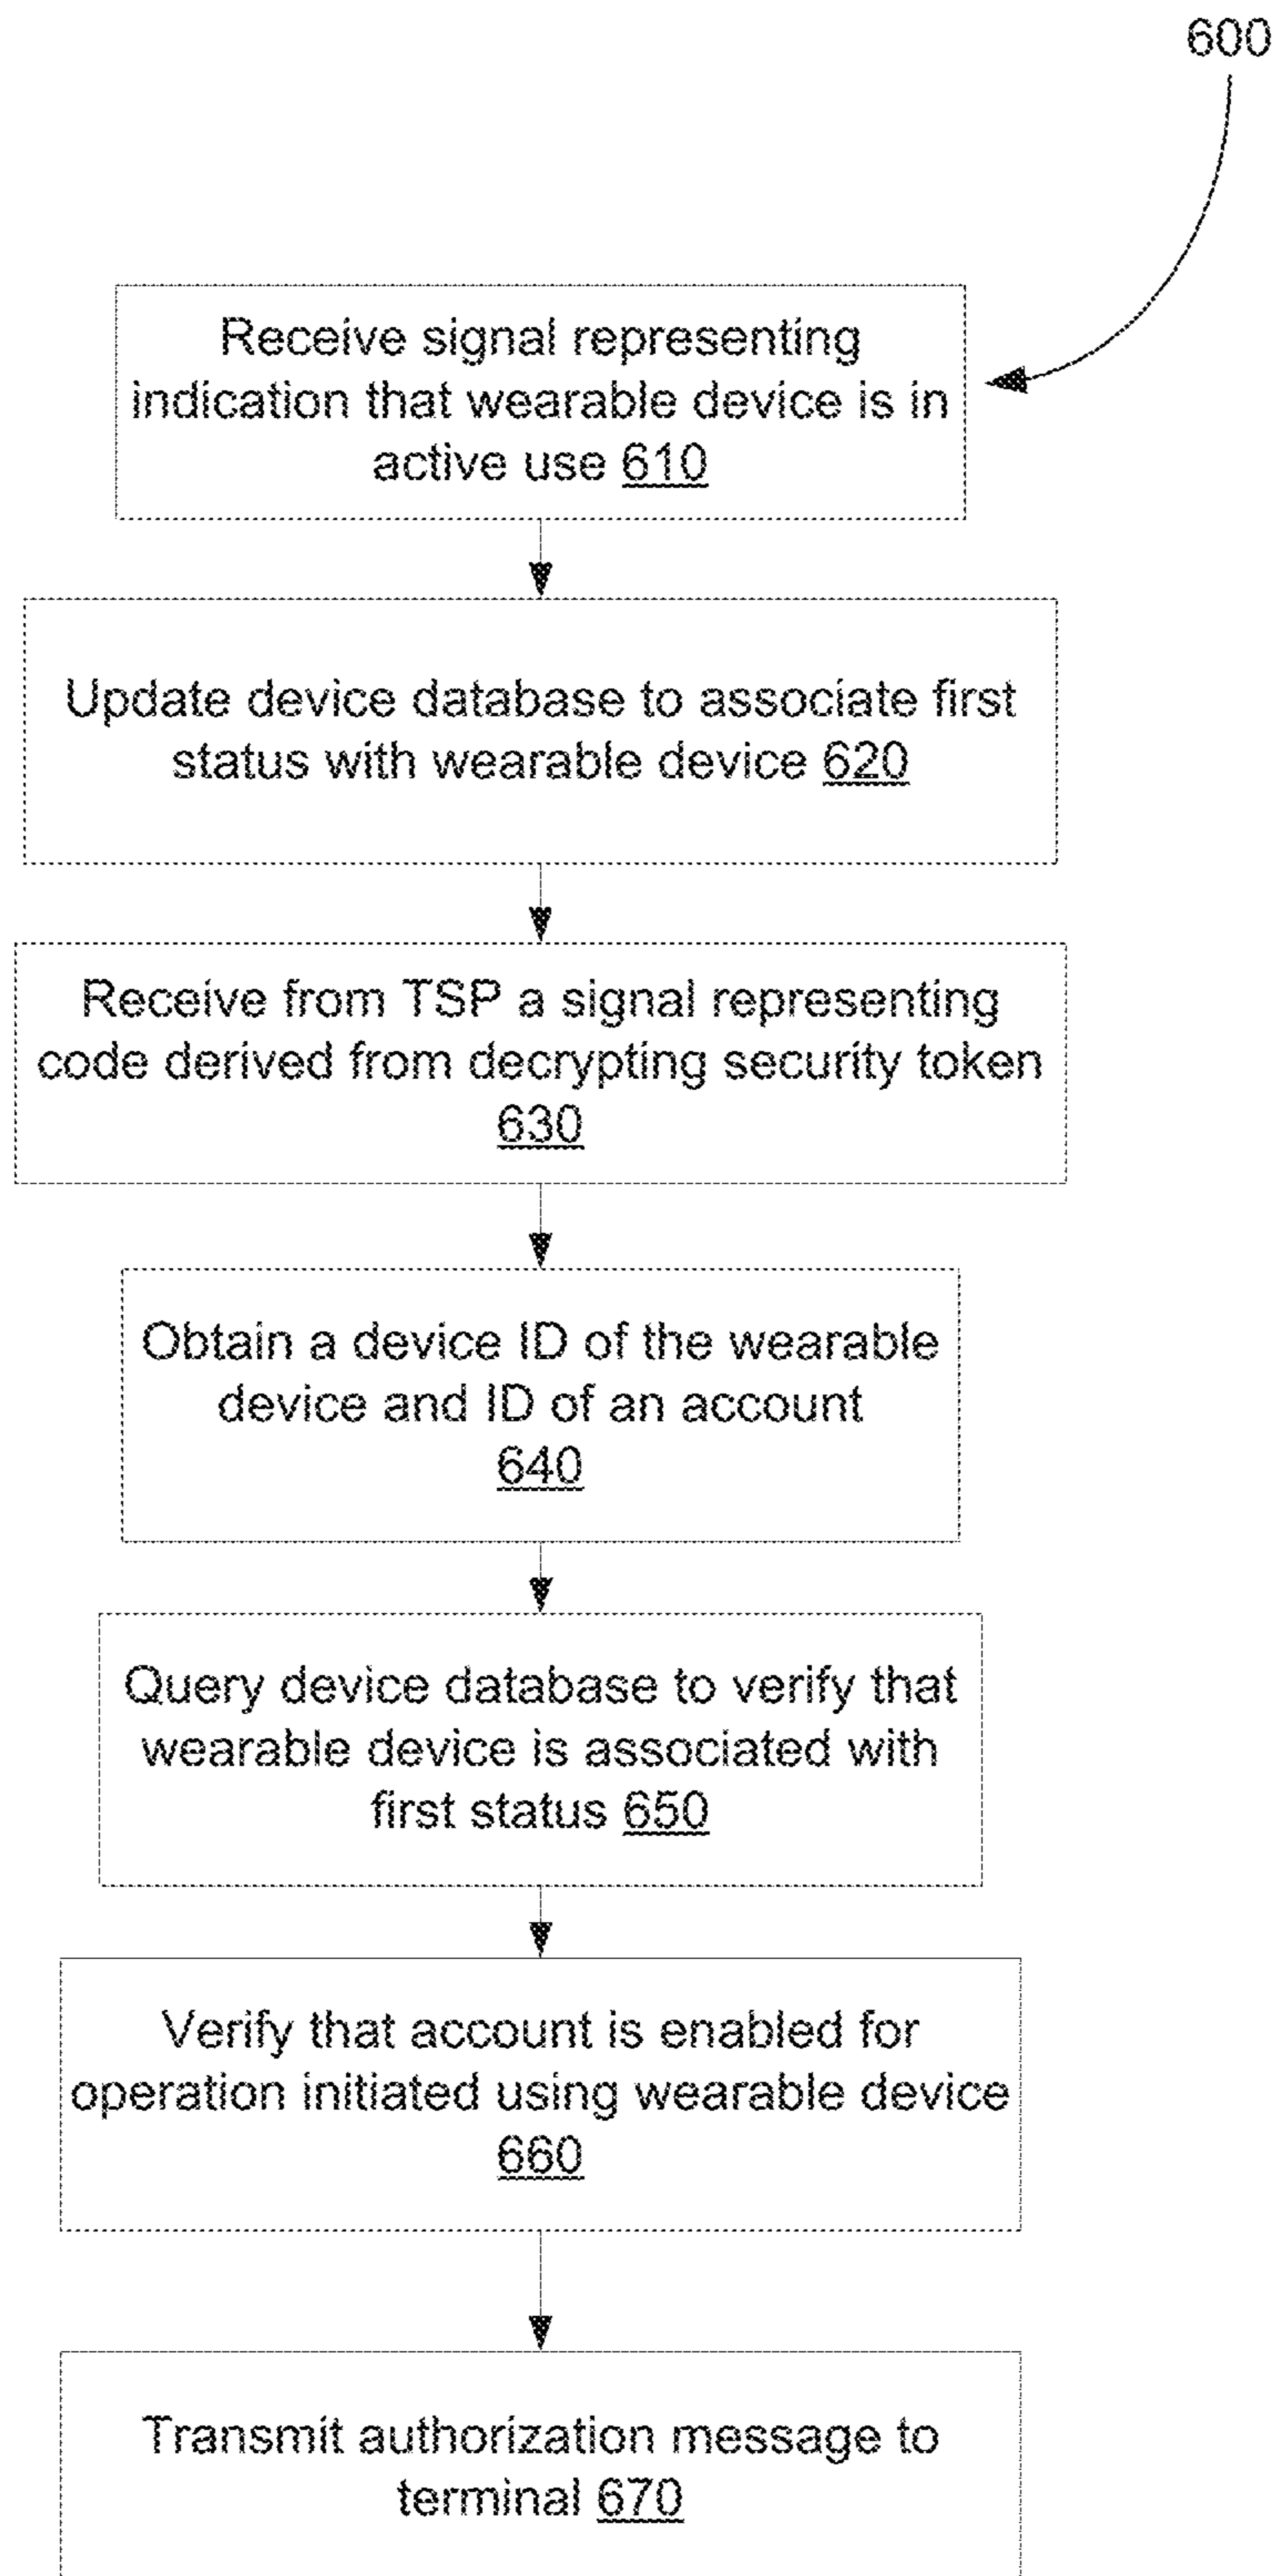 600
Receive signal representing
indication that wearable device is in
active use 610
Update device database to associate first
status with wearable device 620
Receive from TSP a signal representing
code derived from decrypting security token
630
Obtain a device ID of the wearable
device and ID of an account
640
Query device database to verify that
wearable device is associated with
first status 650
Verify that account is enabled for
operation initiated using wearable device
660
Transmit authorization message to
terminal 670